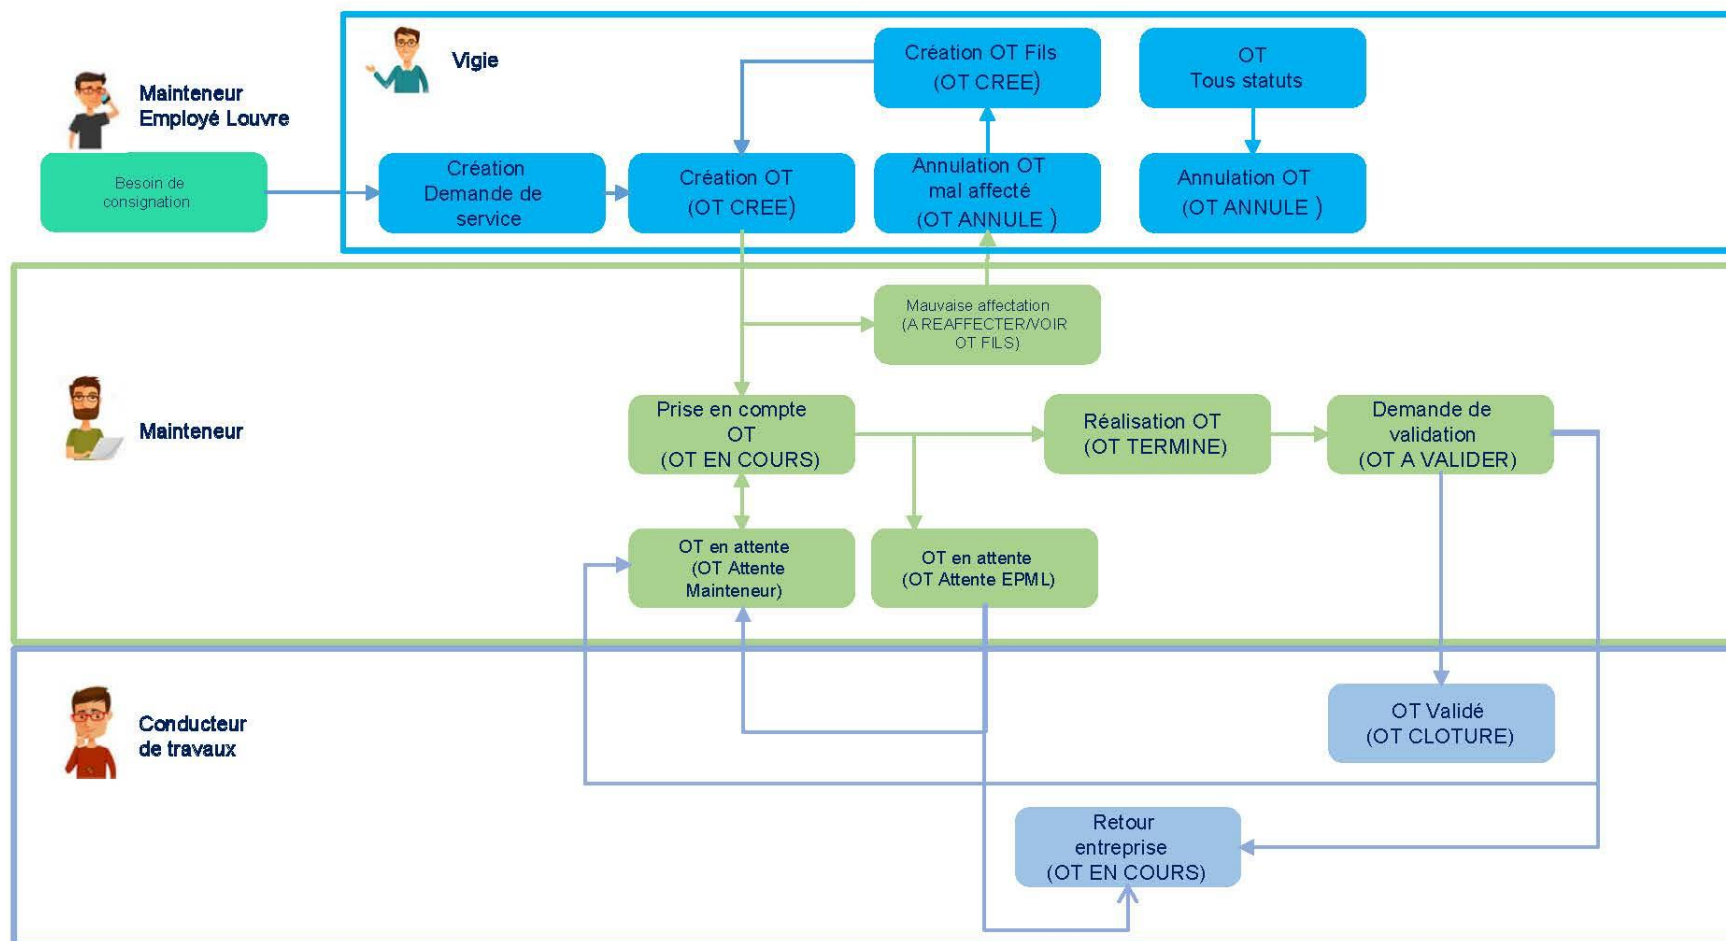 Vigie
Mainteneur
Employé Louvre
Création OT Fils
(OT CREE)
OT
Tous statuts
Besoin de
consignation
Création
Demande de
service
Création OT
(OT CREE)
Annulation OT
mal affecté
(OT ANNULE )
Annulation OT
(OT ANNULE )
Mauvaise affectation
(A REAFFECTER/VOIR
OT FILS)
Mainteneur
Prise en compte
OT
(OT EN COURS)
Réalisation OT
(OT TERMINE)
Demande de
validation
(OT A VALIDER)
OT en attente
(OT Attente
Mainteneur)
OT en attente
(OT Attente EPML)
Conducteur
de travaux
OT Validé
(OT CLOTURE)
Retour
entreprise
(OT EN COURS)